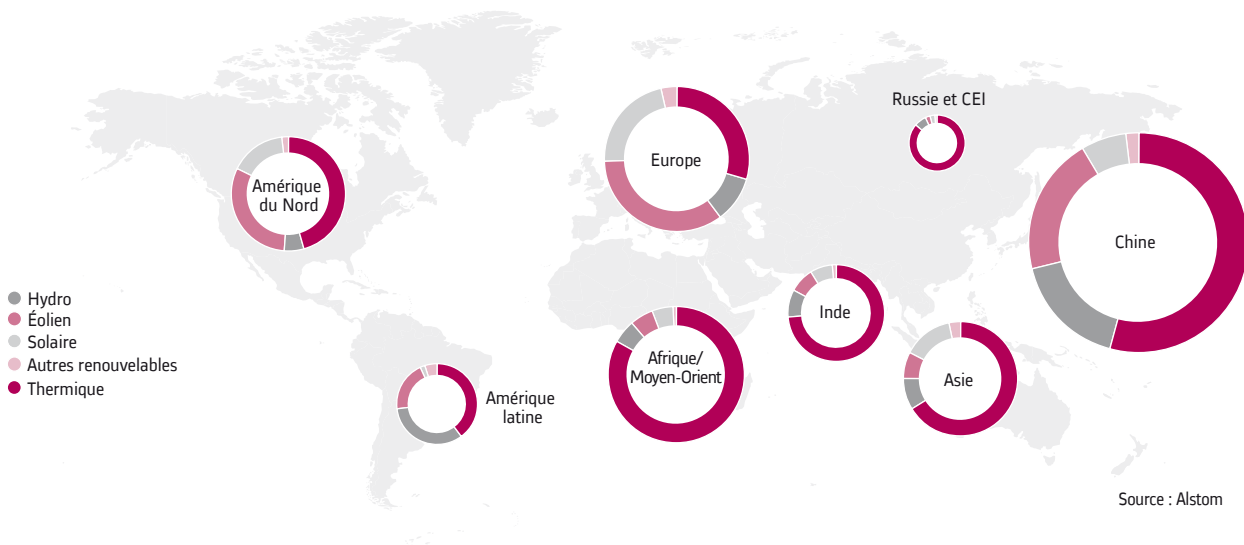 Russie et CEI
Europe
Amérique
du Nord
Chine
Hydro
Éolien
Solaire
Autres renouvelables
Thermique
Inde
Afrique/
Moyen-Orient
Asie
Amérique
latine
Source : Alstom